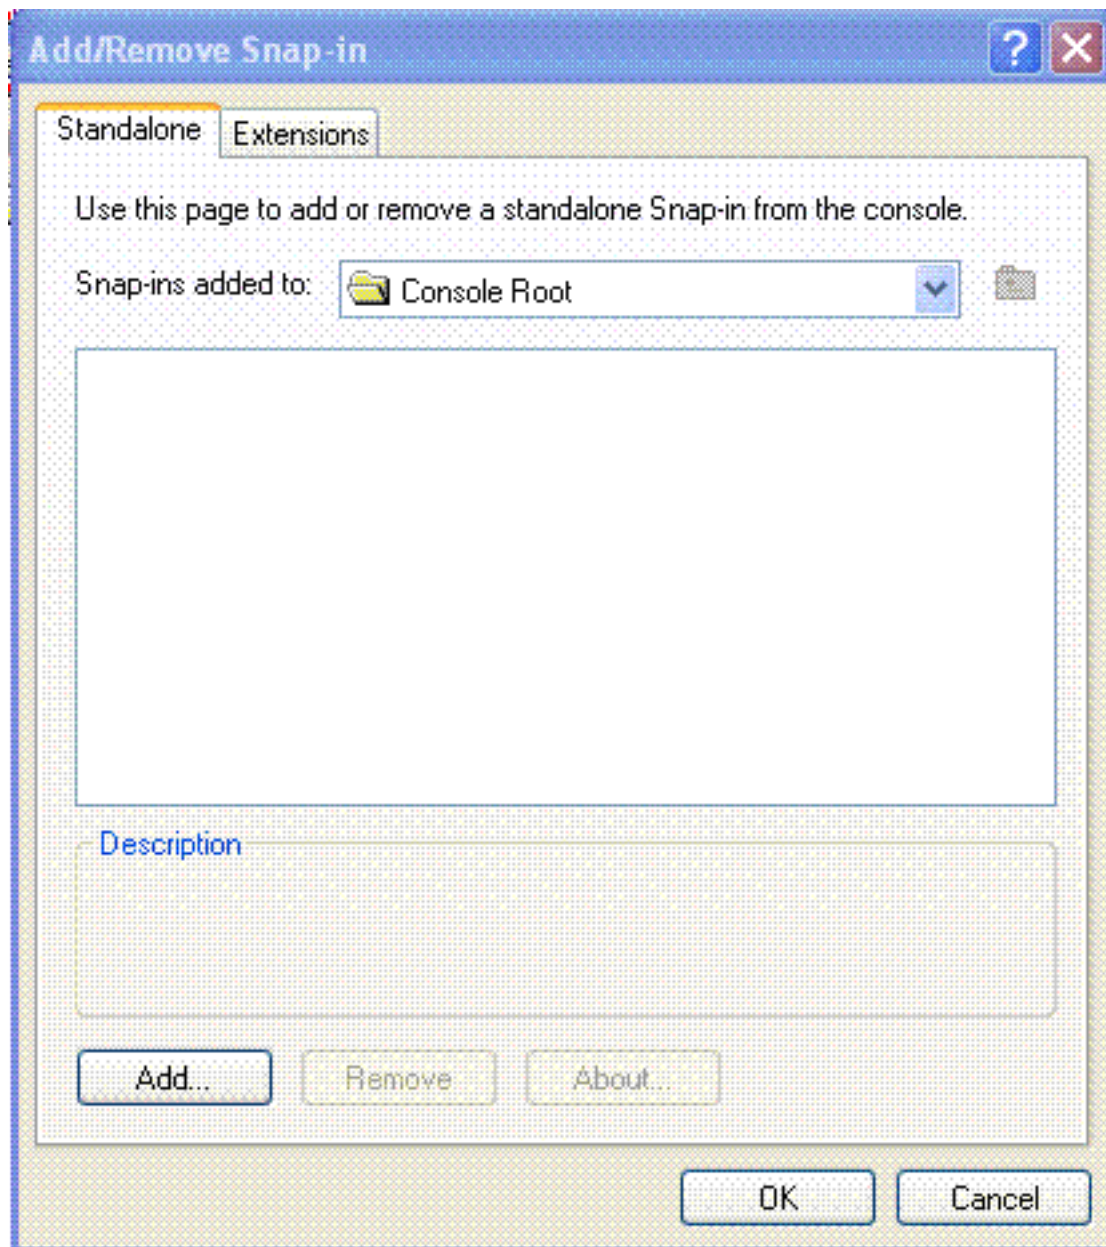 Add/Remove Snap-in
?
Standalone Extensions
Use this page to add or remove a standalone Snap-in from the console.
Snap-ins added to: Console Root
Description
Add... Remove About...
OK Cancel